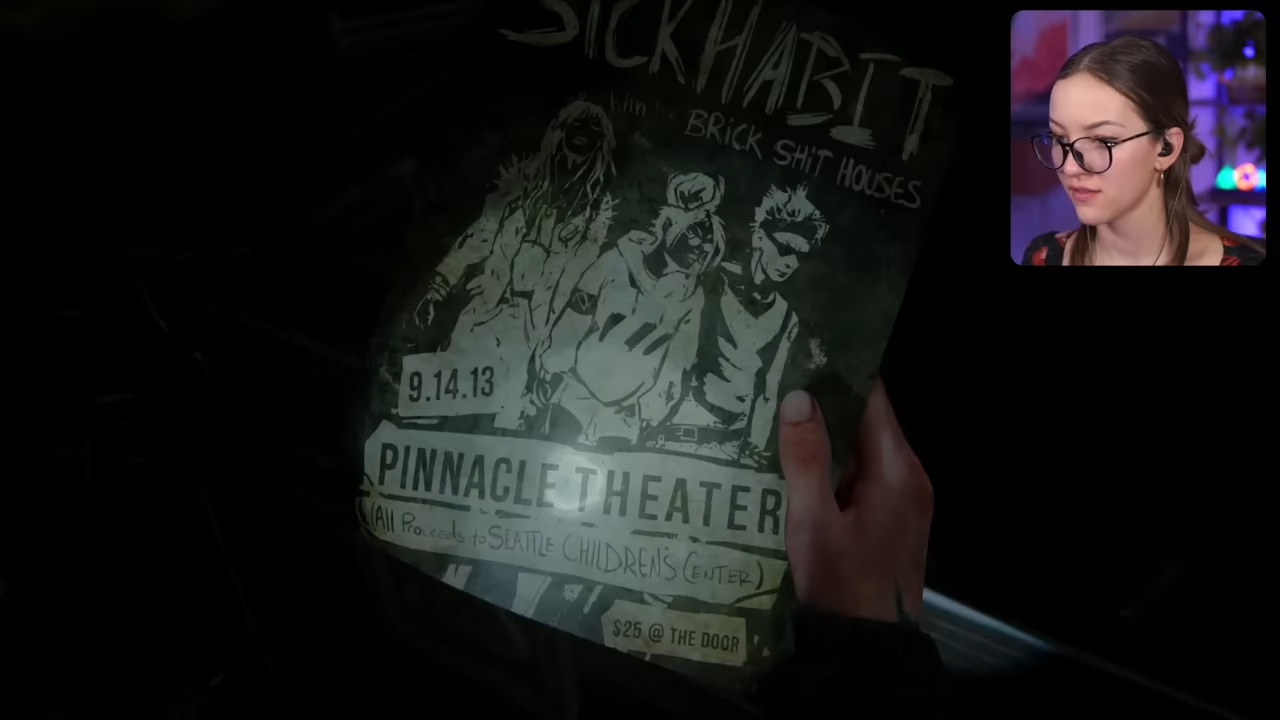 SICKHABIT
BRICK SHIT HOUSES
9.14.13
PINNACLE THEATER
(All Proceeds to SEATTLE CHILDREN'S CENTER)
$25 @ THE DOOR